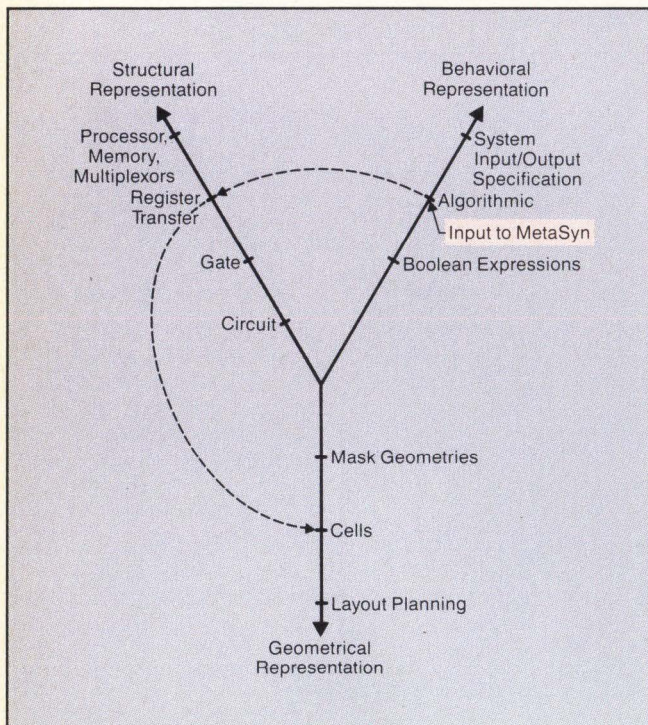 Structural
Representation
Behavioral
Representation
Processor,
Memory,
Multiplexors
System
Input/Output
Specification
Register
Transfer
Algorithmic
Input to MetaSyn
Gate
Boolean Expressions
Circuit
Mask Geometries
Cells
Layout Planning
Geometrical
Representation